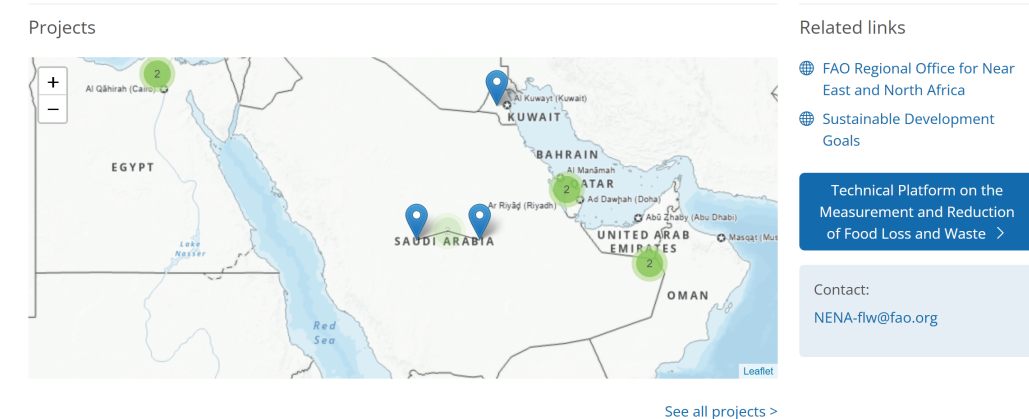 Projects
+
−
2
Al Qâhirah (Cairo)
EGYPT
Lake
Nasser
Red
Sea
Al Kuwayt (Kuwait)
KUWAIT
BAHRAIN
Al Manāmah
QATAR
2
Ad Dawḩah (Doha)
Ar Riyāḑ (Riyadh)
SAUDI ARABIA
Abū Z̧aby (Abu Dhabi)
UNITED ARAB
EMIRATES
2
Masqaţ (Mus
OMAN
Leaflet
See all projects >
Related links
FAO Regional Office for Near
East and North Africa
Sustainable Development
Goals
Technical Platform on the
Measurement and Reduction
of Food Loss and Waste >
Contact:
NENA-flw@fao.org